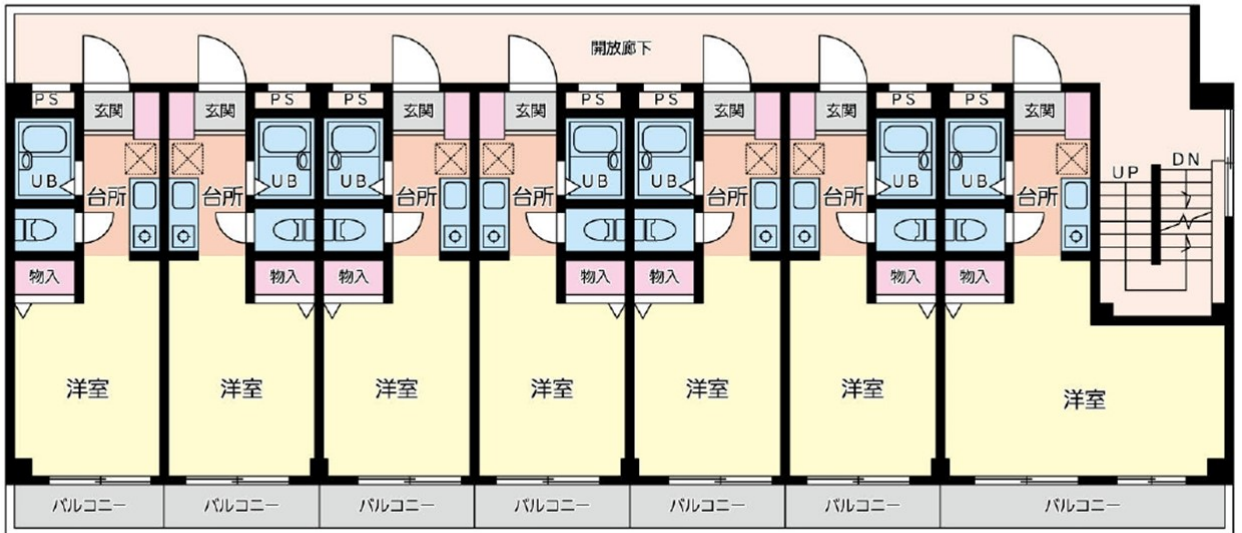 開放廊下
PS 玄関 玄関 PS PS 玄関 玄関 PS PS 玄関 玄関 PS PS 玄関
UP DN
UB 台所 台所 UB UB 台所 台所 UB UB 台所 台所 UB UB 台所
物入 物入 物入 物入 物入 物入 物入
洋室 洋室 洋室 洋室 洋室 洋室 洋室
バルコニー バルコニー バルコニー バルコニー バルコニー バルコニー バルコニー